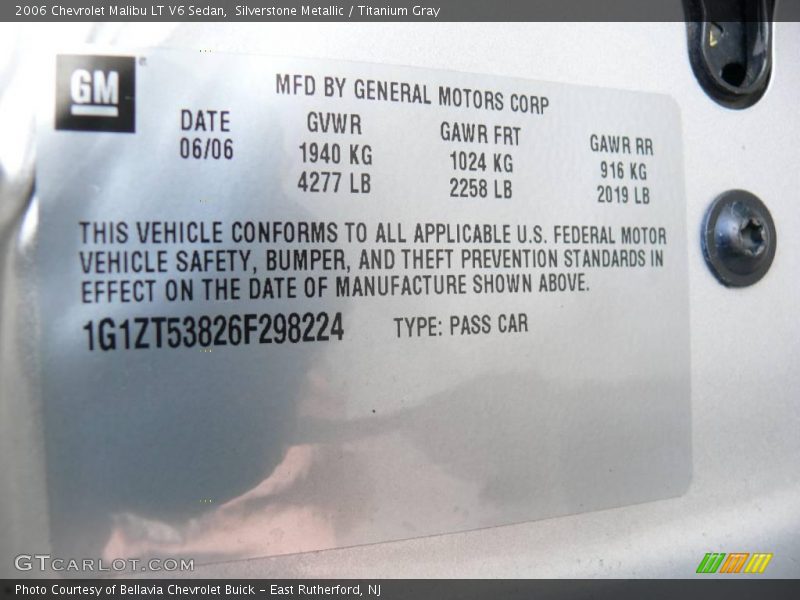 2006 Chevrolet Malibu LT V6 Sedan,  Silverstone Metallic / Titanium Gray
GM
MFD BY GENERAL MOTORS CORP
DATE GVWR GAWR FRT GAWR RR
06/06 1940 KG 1024 KG 916 KG
4277 LB 2258 LB 2019 LB
THIS VEHICLE CONFORMS TO ALL APPLICABLE U.S. FEDERAL MOTOR
VEHICLE SAFETY, BUMPER, AND THEFT PREVENTION STANDARDS IN
EFFECT ON THE DATE OF MANUFACTURE SHOWN ABOVE.
1G1ZT53826F298224 TYPE: PASS CAR
GTCARLOT.COM
Photo Courtesy of Bellavia Chevrolet Buick - East Rutherford, NJ